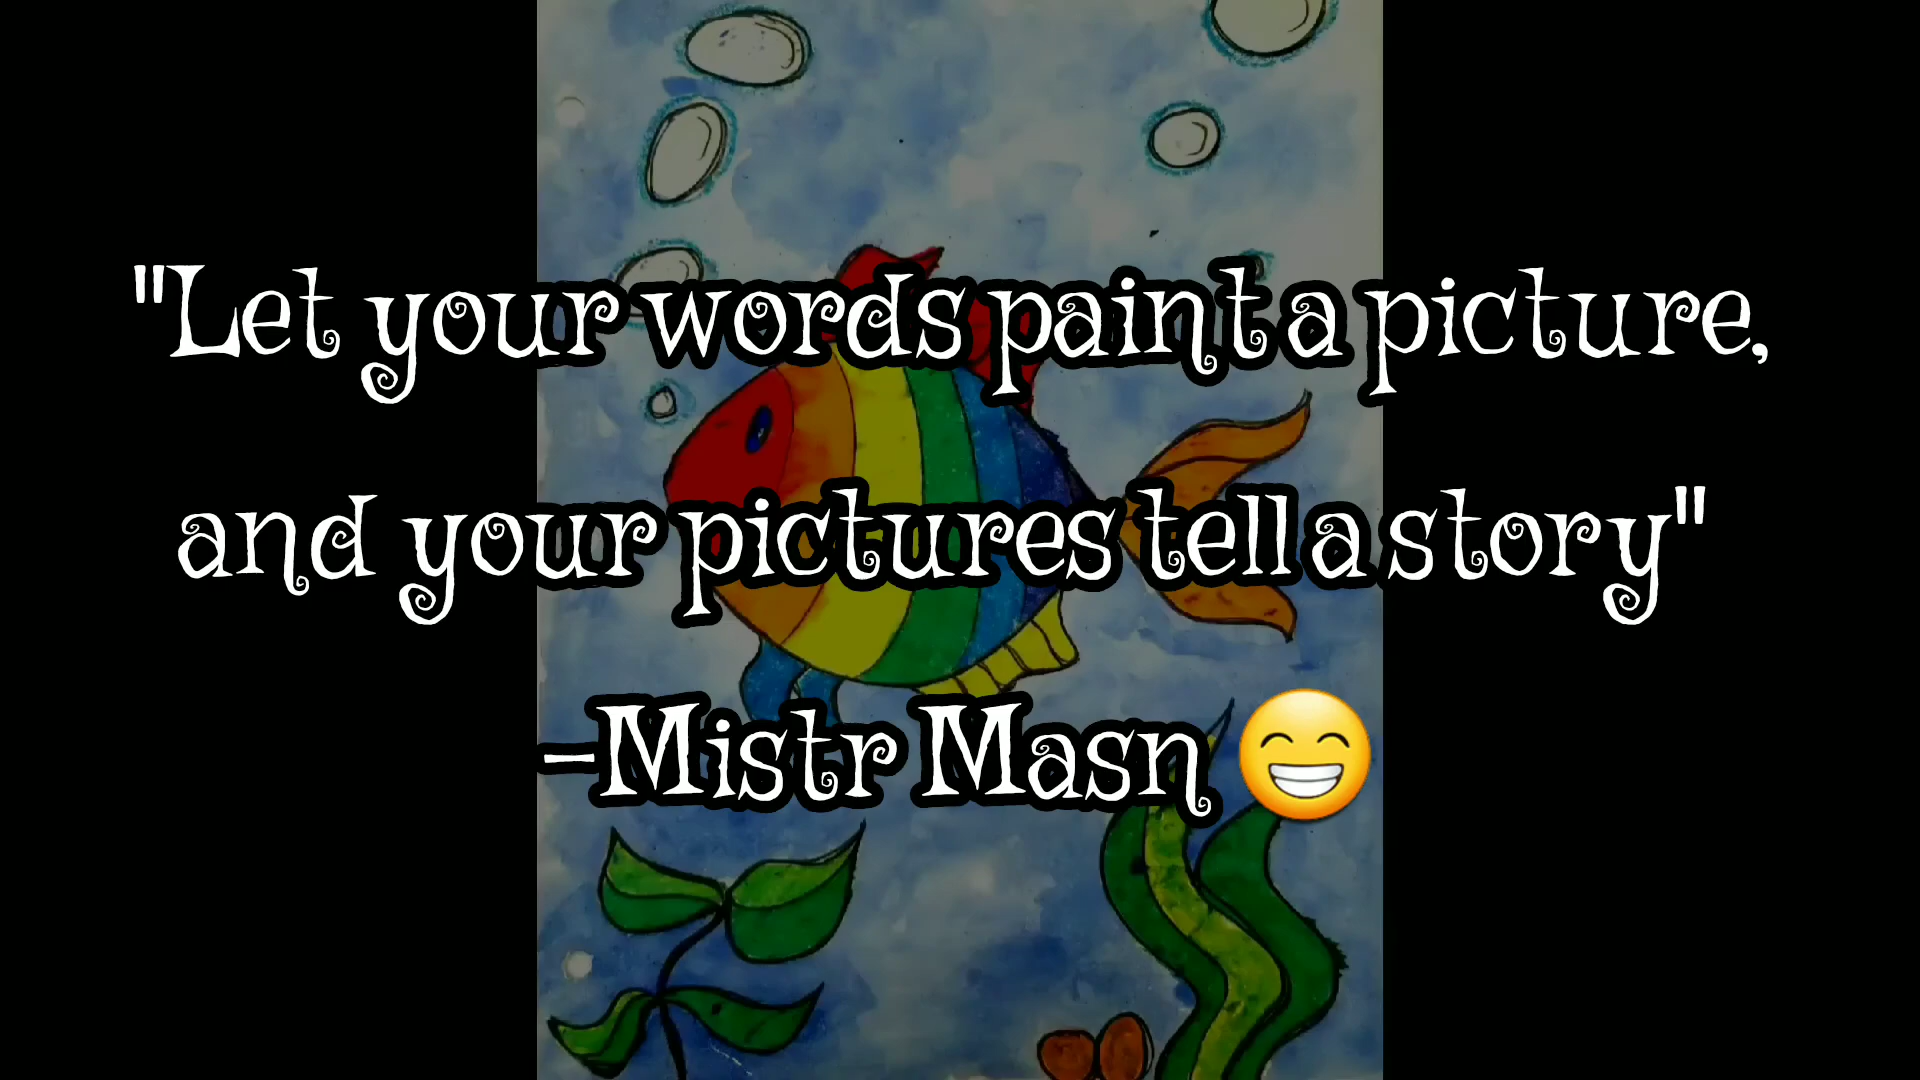 "Let your words paint a picture,
and your pictures tell a story"
-Mistr Masn 😁